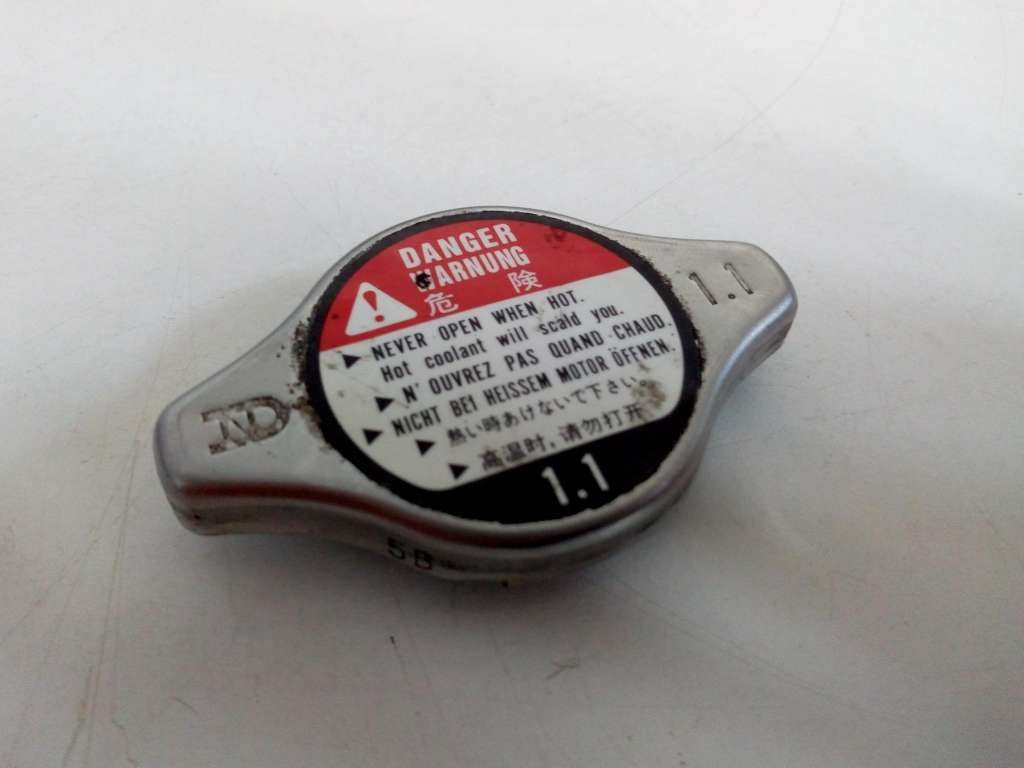 DANGER
WARNUNG
危 険
NEVER OPEN WHEN HOT.
Hot coolant will scald you.
N' OUVREZ PAS QUAND CHAUD.
NICHT BEI HEISSEM MOTOR ÖFFNEN.
熱い時あけないで下さい
高温时,请勿打开
1.1
1.1
5B